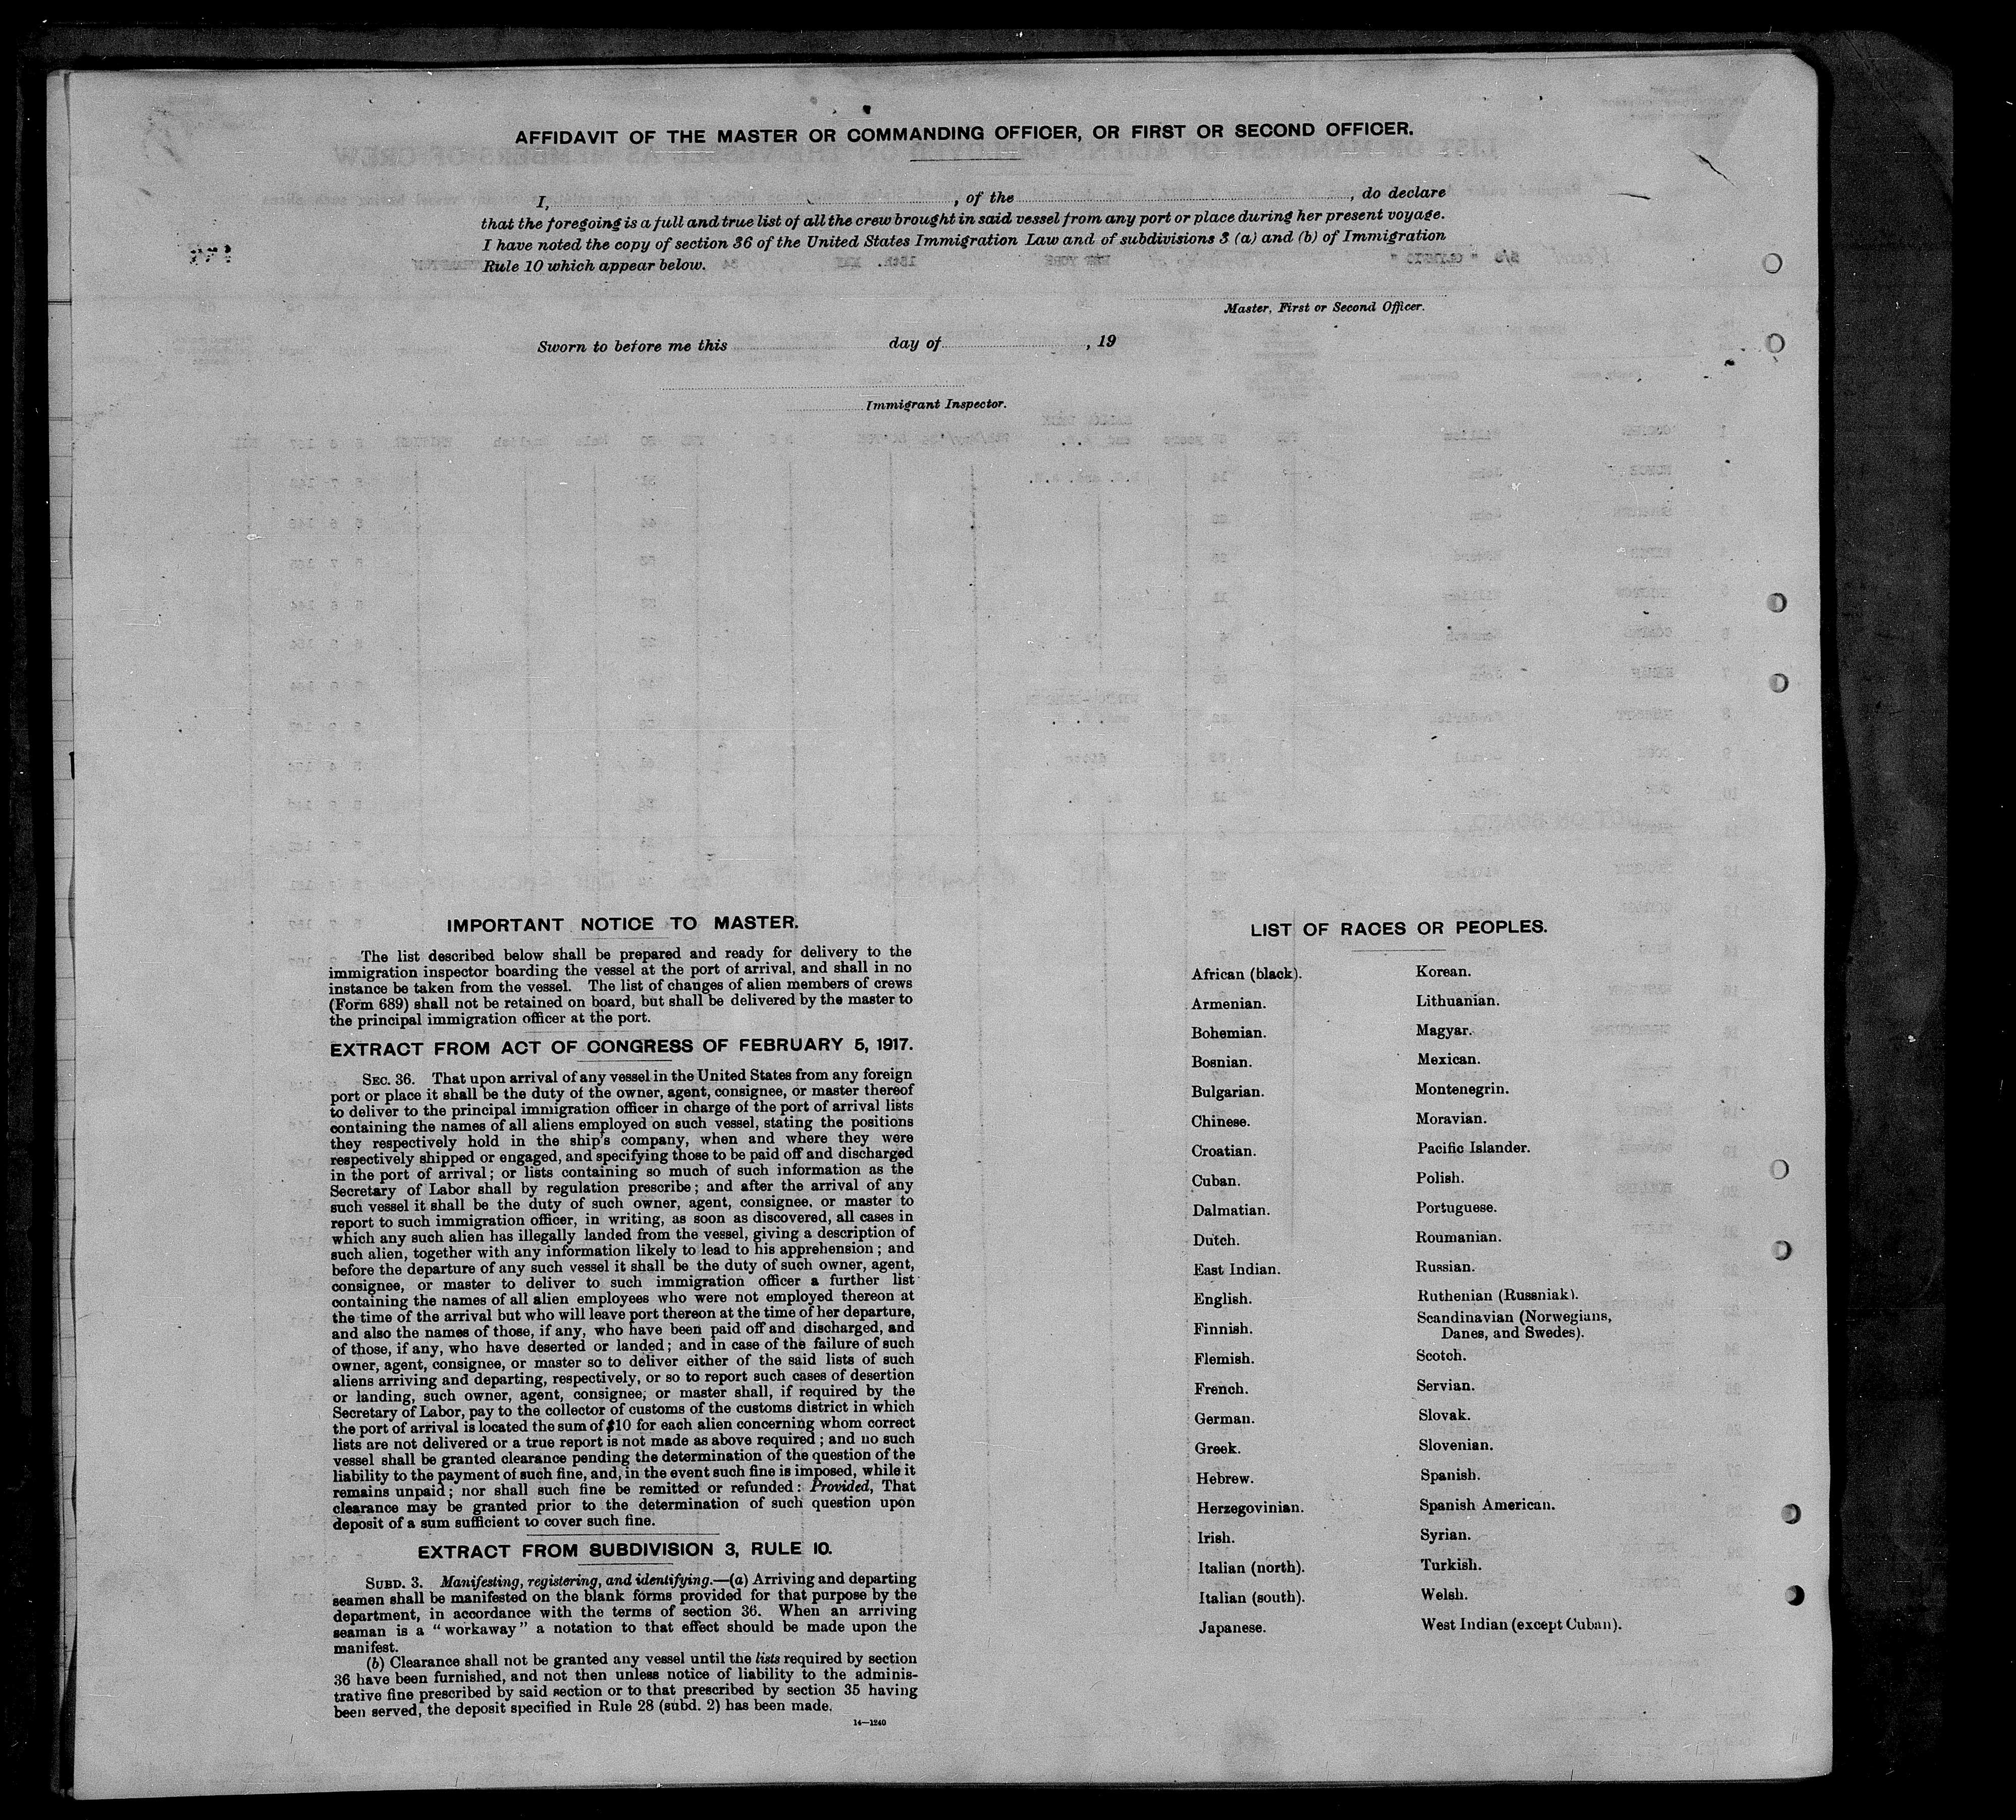 AFFIDAVIT OF THE MASTER OR COMMANDING OFFICER, OR FIRST OR SECOND OFFICER.
I, , of the , do declare
that the foregoing is a full and true list of all the crew brought in said vessel from any port or place during her present voyage.
I have noted the copy of section 36 of the United States Immigration Law and of subdivisions 3 (a) and (b) of Immigration
Rule 10 which appear below.
Master, First or Second Officer.
Sworn to before me this day of , 19
Immigrant Inspector.
IMPORTANT NOTICE TO MASTER.
The list described below shall be prepared and ready for delivery to the
immigration inspector boarding the vessel at the port of arrival, and shall in no
instance be taken from the vessel. The list of changes of alien members of crews
(Form 689) shall not be retained on board, but shall be delivered by the master to
the principal immigration officer at the port.
EXTRACT FROM ACT OF CONGRESS OF FEBRUARY 5, 1917.
SEC. 36. That upon arrival of any vessel in the United States from any foreign
port or place it shall be the duty of the owner, agent, consignee, or master thereof
to deliver to the principal immigration officer in charge of the port of arrival lists
containing the names of all aliens employed on such vessel, stating the positions
they respectively hold in the ship's company, when and where they were
respectively shipped or engaged, and specifying those to be paid off and discharged
in the port of arrival; or lists containing so much of such information as the
Secretary of Labor shall by regulation prescribe; and after the arrival of any
such vessel it shall be the duty of such owner, agent, consignee, or master to
report to such immigration officer, in writing, as soon as discovered, all cases in
which any such alien has illegally landed from the vessel, giving a description of
such alien, together with any information likely to lead to his apprehension; and
before the departure of any such vessel it shall be the duty of such owner, agent,
consignee, or master to deliver to such immigration officer a further list
containing the names of all alien employees who were not employed thereon at
the time of the arrival but who will leave port thereon at the time of her departure,
and also the names of those, if any, who have been paid off and discharged, and
of those, if any, who have deserted or landed; and in case of the failure of such
owner, agent, consignee, or master so to deliver either of the said lists of such
aliens arriving and departing, respectively, or so to report such cases of desertion
or landing, such owner, agent, consignee, or master shall, if required by the
Secretary of Labor, pay to the collector of customs of the customs district in which
the port of arrival is located the sum of $10 for each alien concerning whom correct
lists are not delivered or a true report is not made as above required; and no such
vessel shall be granted clearance pending the determination of the question of the
liability to the payment of such fine, and, in the event such fine is imposed, while it
remains unpaid; nor shall such fine be remitted or refunded: Provided, That
clearance may be granted prior to the determination of such question upon
deposit of a sum sufficient to cover such fine.
EXTRACT FROM SUBDIVISION 3, RULE 10.
SUBD. 3. Manifesting, registering, and identifying.—(a) Arriving and departing
seamen shall be manifested on the blank forms provided for that purpose by the
department, in accordance with the terms of section 36. When an arriving
seaman is a "workaway" a notation to that effect should be made upon the
manifest.
(b) Clearance shall not be granted any vessel until the lists required by section
36 have been furnished, and not then unless notice of liability to the adminis-
trative fine prescribed by said section or to that prescribed by section 35 having
been served, the deposit specified in Rule 28 (subd. 2) has been made.
14—1240
LIST OF RACES OR PEOPLES.
African (black).
Armenian.
Bohemian.
Bosnian.
Bulgarian.
Chinese.
Croatian.
Cuban.
Dalmatian.
Dutch.
East Indian.
English.
Finnish.
Flemish.
French.
German.
Greek.
Hebrew.
Herzegovinian.
Irish.
Italian (north).
Italian (south).
Japanese.
Korean.
Lithuanian.
Magyar.
Mexican.
Montenegrin.
Moravian.
Pacific Islander.
Polish.
Portuguese.
Roumanian.
Russian.
Ruthenian (Russniak).
Scandinavian (Norwegians,
Danes, and Swedes).
Scotch.
Servian.
Slovak.
Slovenian.
Spanish.
Spanish American.
Syrian.
Turkish.
Welsh.
West Indian (except Cuban).